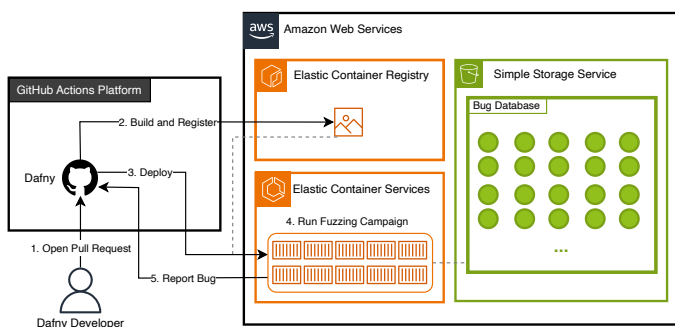 aws
Amazon Web Services
GitHub Actions Platform
Elastic Container Registry
Simple Storage Service
Bug Database
2. Build and Register
Dafny
3. Deploy
Elastic Container Services
4. Run Fuzzing Campaign
1. Open Pull Request
5. Report Bug
...
Dafny Developer